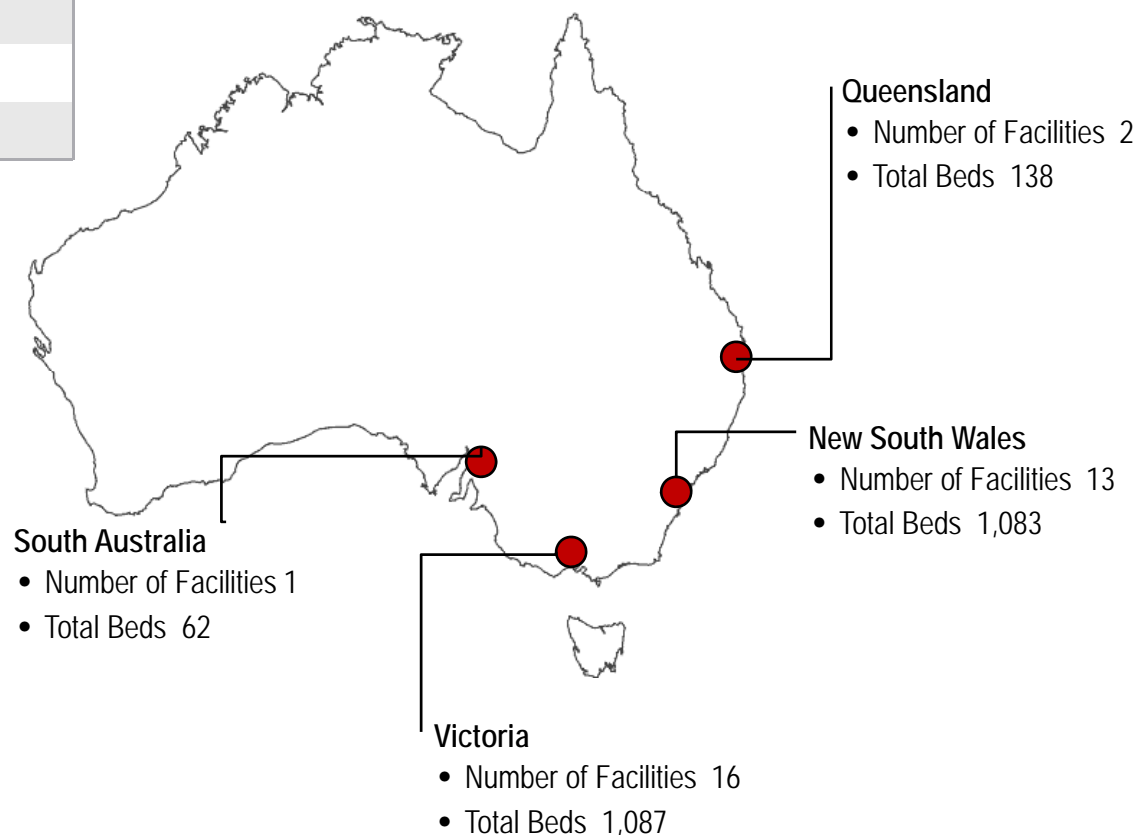 Queensland
• Number of Facilities 2
• Total Beds 138
New South Wales
• Number of Facilities 13
• Total Beds 1,083
South Australia
• Number of Facilities 1
• Total Beds 62
Victoria
• Number of Facilities 16
• Total Beds 1,087